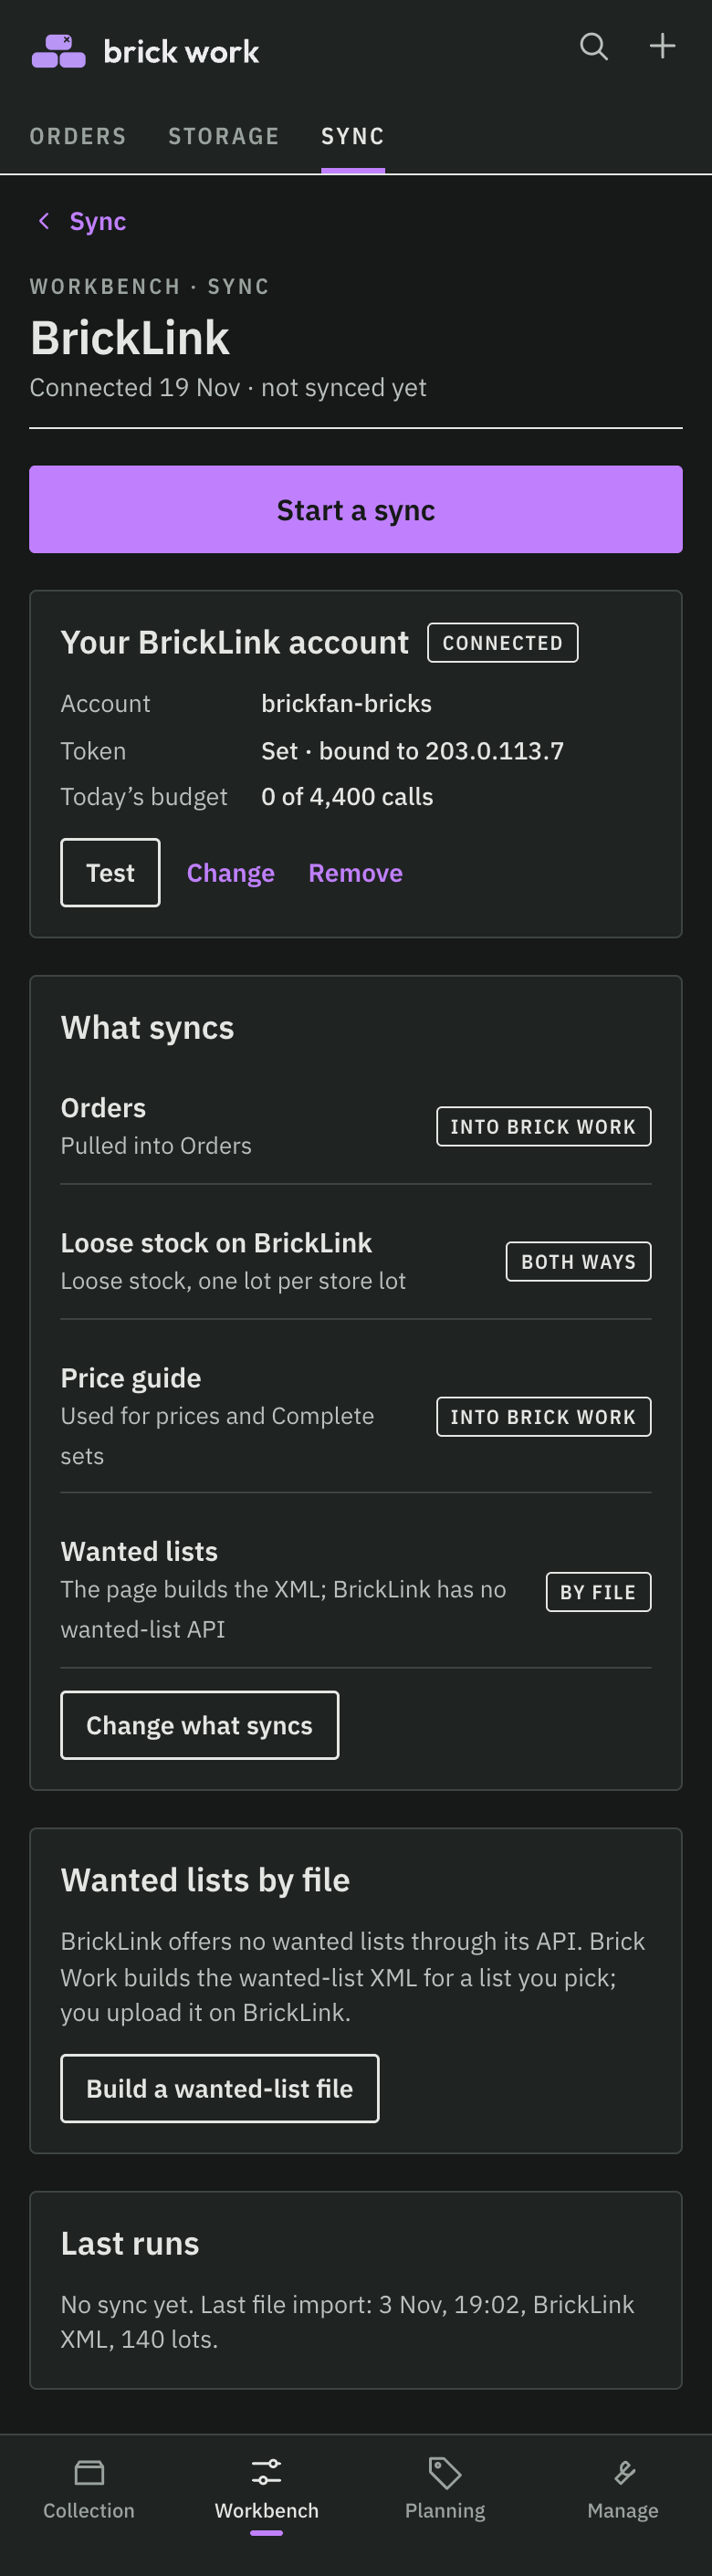 brick work
ORDERS STORAGE SYNC
Sync
WORKBENCH · SYNC
BrickLink
Connected 19 Nov · not synced yet
Start a sync
Your BrickLink account CONNECTED
Account brickfan-bricks
Token Set · bound to 203.0.113.7
Today’s budget 0 of 4,400 calls
Test Change Remove
What syncs
Orders
Pulled into Orders
INTO BRICK WORK
Loose stock on BrickLink
Loose stock, one lot per store lot
BOTH WAYS
Price guide
Used for prices and Complete
sets
INTO BRICK WORK
Wanted lists
The page builds the XML; BrickLink has no
wanted-list API
BY FILE
Change what syncs
Wanted lists by file
BrickLink offers no wanted lists through its API. Brick
Work builds the wanted-list XML for a list you pick;
you upload it on BrickLink.
Build a wanted-list file
Last runs
No sync yet. Last file import: 3 Nov, 19:02, BrickLink
XML, 140 lots.
Collection Workbench Planning Manage